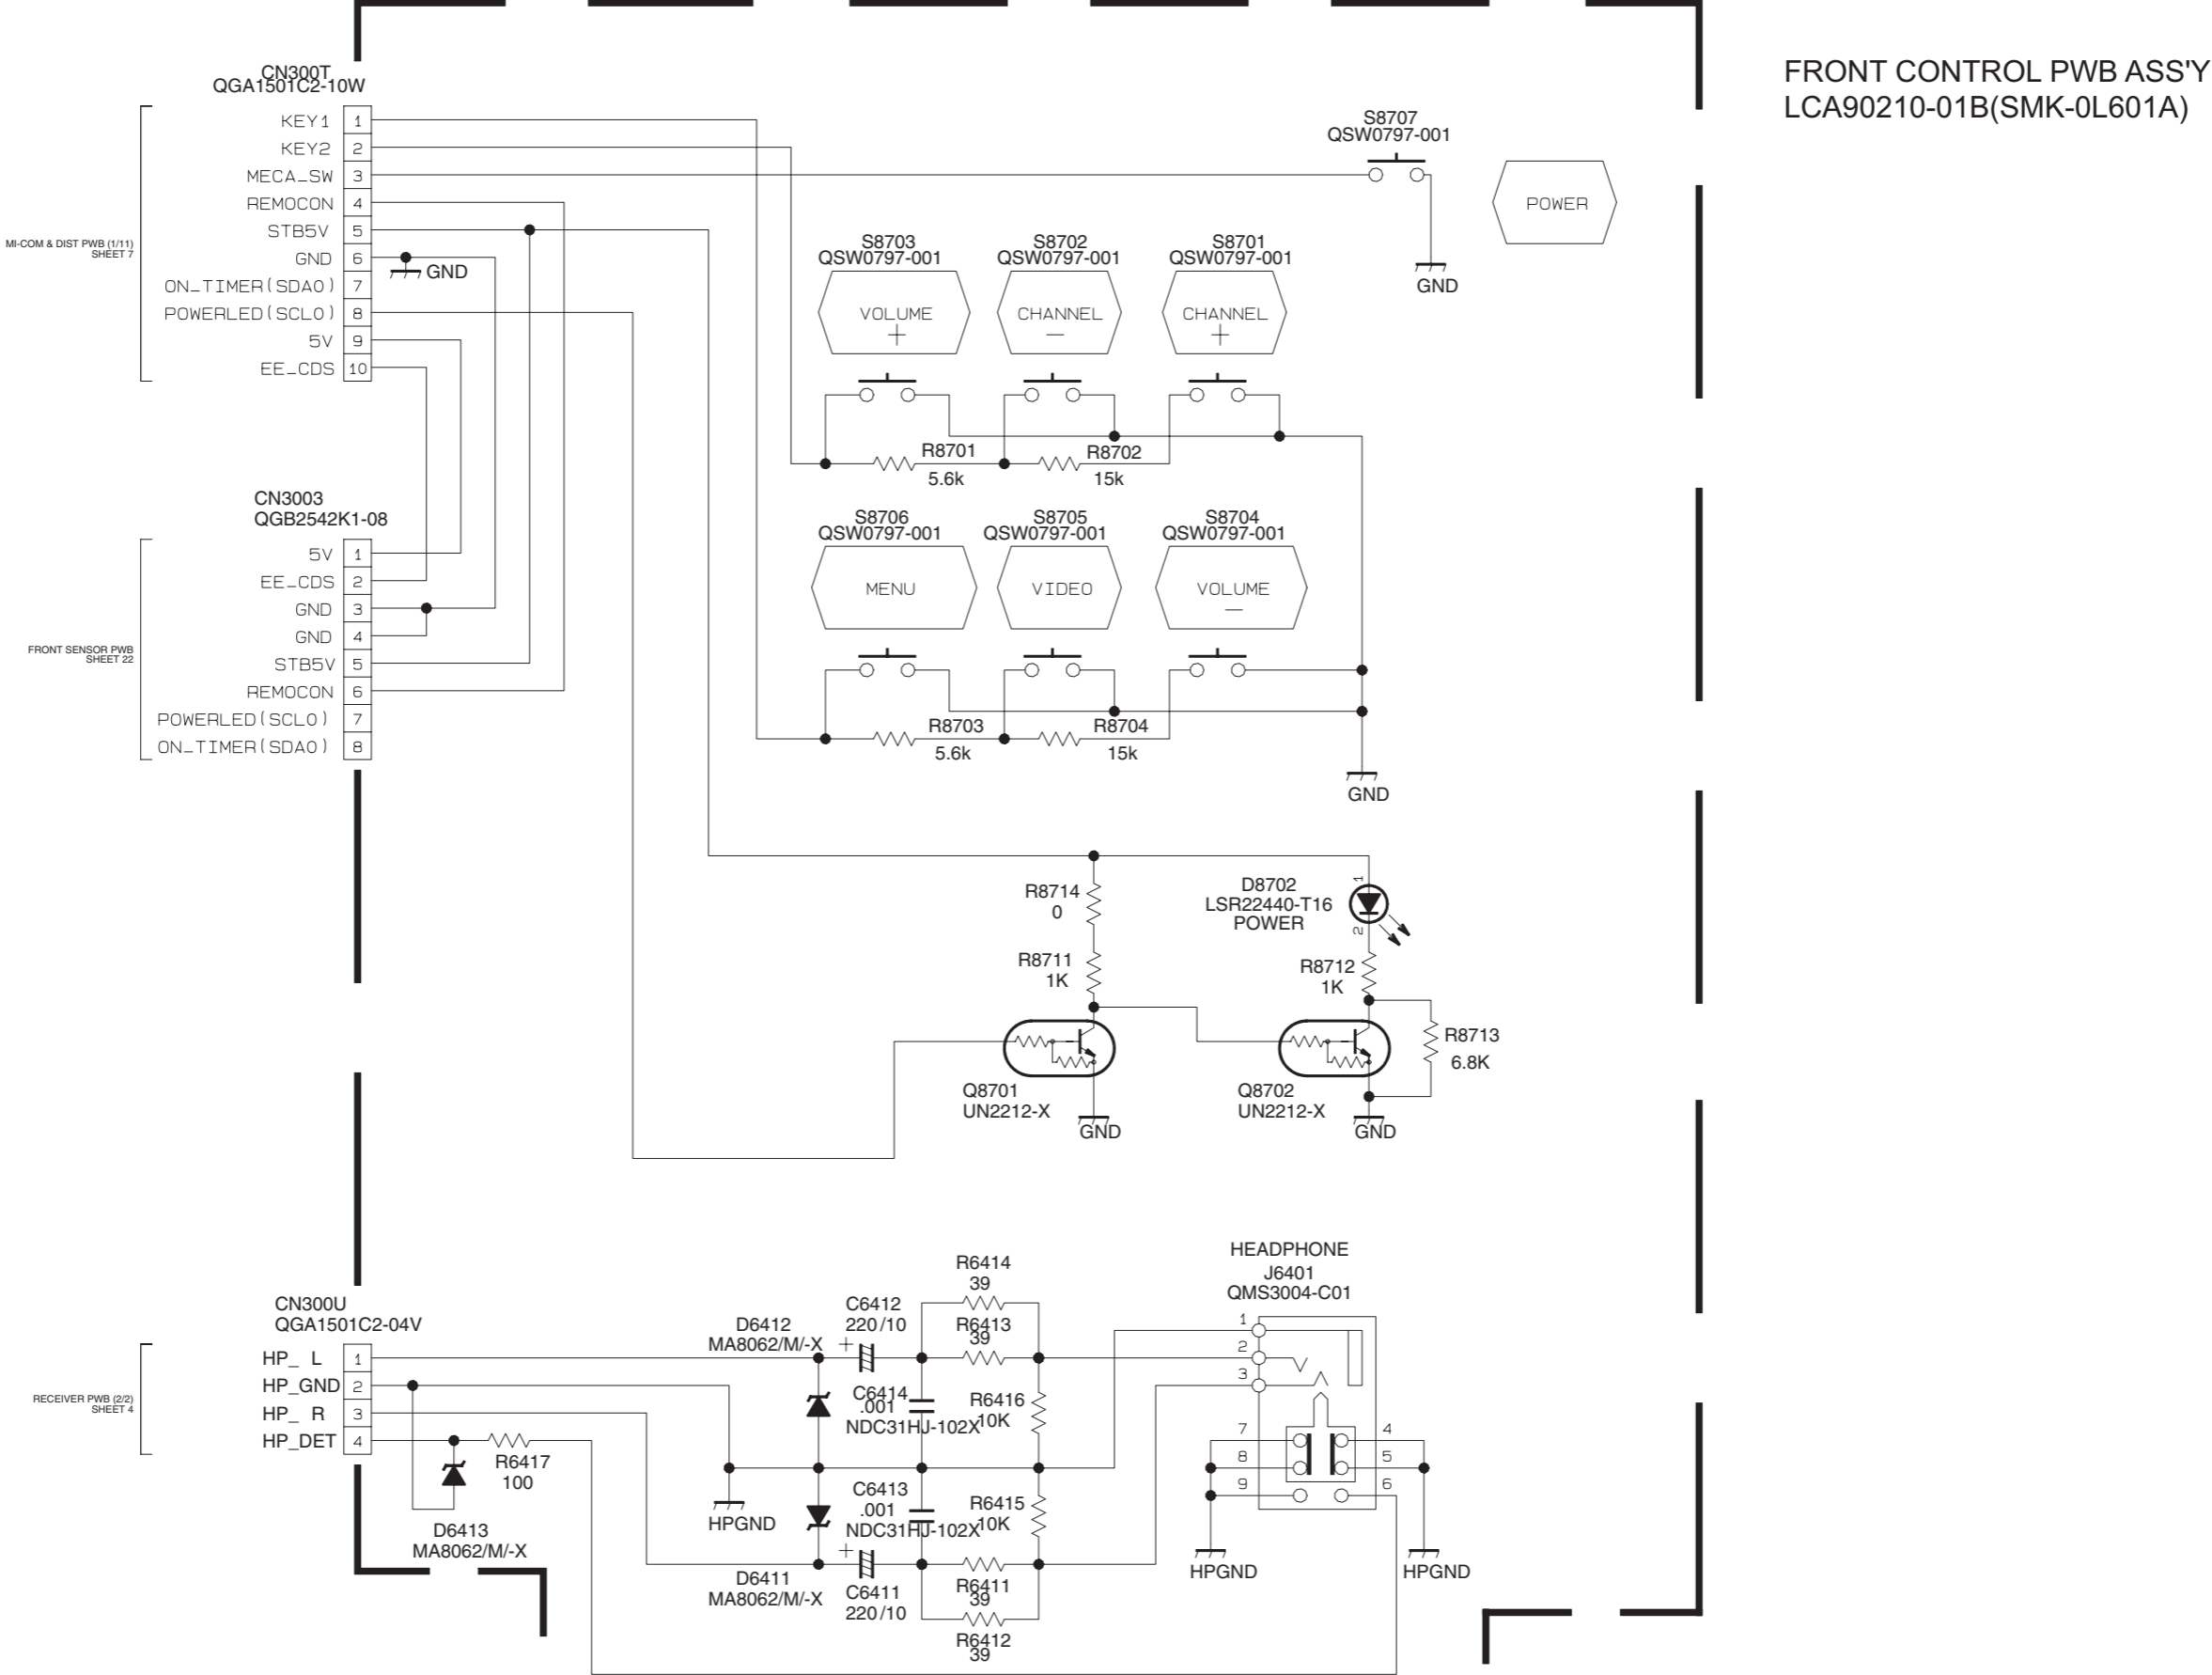 FRONT CONTROL PWB ASS'Y
LCA90210-01B(SMK-0L601A)
CN300T
QGA1501C2-10W
MI-COM & DIST PWB (1/11)
SHEET 7
KEY1 1
KEY2 2
MECA_SW 3
REMOCON 4
STB5V 5
GND 6
ON_TIMER(SDA0) 7
POWERLED(SCL0) 8
5V 9
EE_CDS 10
GND
S8707
QSW0797-001
POWER
GND
S8703
QSW0797-001
VOLUME
+
S8702
QSW0797-001
CHANNEL
−
S8701
QSW0797-001
CHANNEL
+
R8701
5.6k
R8702
15k
CN3003
QGB2542K1-08
FRONT SENSOR PWB
SHEET 22
5V 1
EE_CDS 2
GND 3
GND 4
STB5V 5
REMOCON 6
POWERLED(SCL0) 7
ON_TIMER(SDA0) 8
S8706
QSW0797-001
MENU
S8705
QSW0797-001
VIDEO
S8704
QSW0797-001
VOLUME
−
R8703
5.6k
R8704
15k
GND
R8714
0
R8711
1K
D8702
LSR22440-T16
POWER
1
2
R8712
1K
R8713
6.8K
Q8701
UN2212-X
GND
Q8702
UN2212-X
GND
CN300U
QGA1501C2-04V
RECEIVER PWB (2/2)
SHEET 4
HP_ L 1
HP_GND 2
HP_ R 3
HP_DET 4
R6417
100
D6413
MA8062/M/-X
HPGND
D6412
MA8062/M/-X
C6412
220/10
+
R6414
39
R6413
39
C6414
.001
NDC31HJ-102X
R6416
10K
C6413
.001
NDC31HJ-102X
R6415
10K
D6411
MA8062/M/-X
+
C6411
220/10
R6411
39
R6412
39
HEADPHONE
J6401
QMS3004-C01
1
2
3
7
4
8
5
9
6
HPGND
HPGND